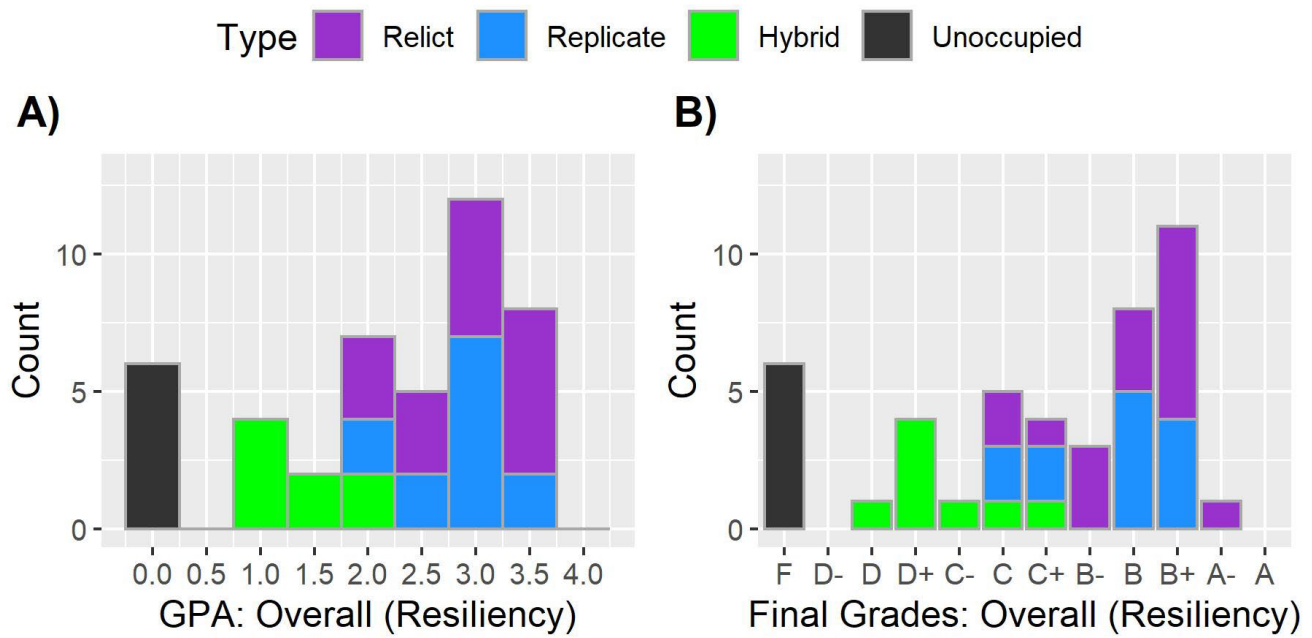 Type Relict Replicate Hybrid Unoccupied
A)
B)
Count
10
5
0
0.0 0.5 1.0 1.5 2.0 2.5 3.0 3.5 4.0
GPA: Overall (Resiliency)
Count
10
5
0
F D- D D+ C- C C+ B- B B+ A- A
Final Grades: Overall (Resiliency)